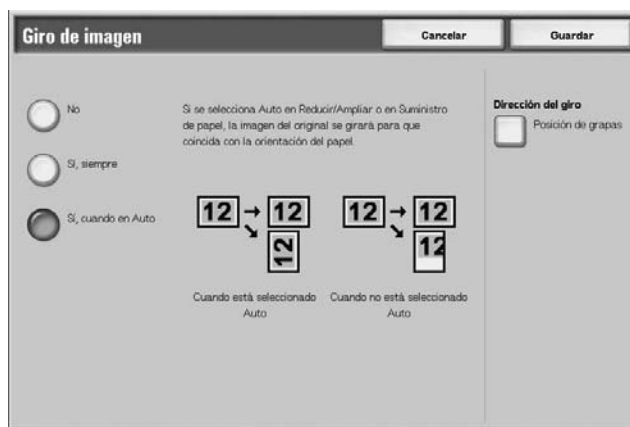 Giro de imagen
Cancelar
Guardar
No
Sí, siempre
Sí, cuando en Auto
Si se selecciona Auto en Reducir/Ampliar o en Suministro
de papel, la imagen del original se girará para que
coincida con la orientación del papel.
12 → 12
12
12 → 12
12
Cuando está seleccionado
Auto
Cuando no está seleccionado
Auto
Dirección del giro
Posición de grapas